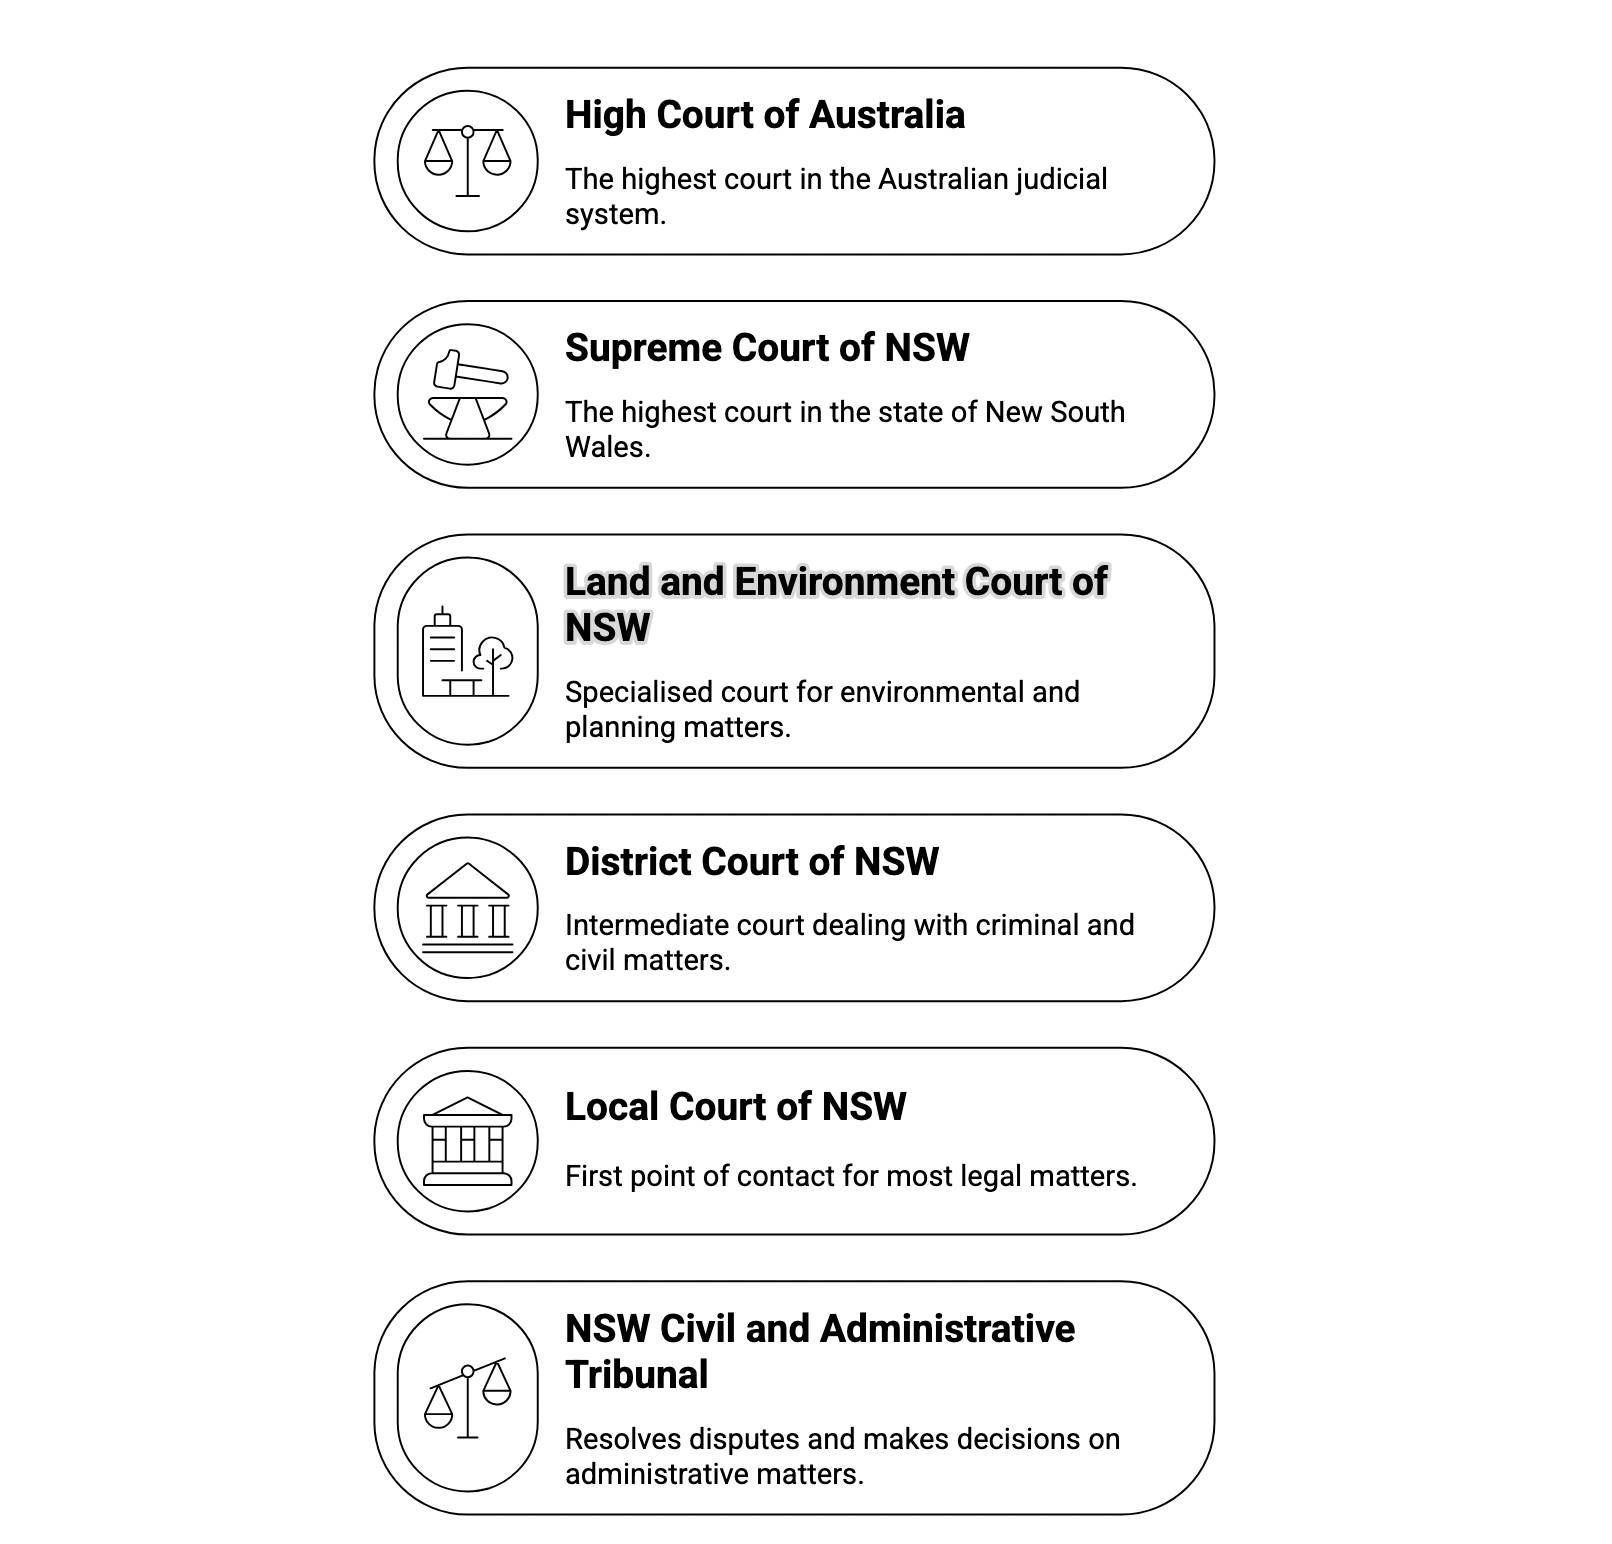 High Court of Australia
The highest court in the Australian judicial
system.
Supreme Court of NSW
The highest court in the state of New South
Wales.
Land and Environment Court of
NSW
Specialised court for environmental and
planning matters.
District Court of NSW
Intermediate court dealing with criminal and
civil matters.
Local Court of NSW
First point of contact for most legal matters.
NSW Civil and Administrative
Tribunal
Resolves disputes and makes decisions on
administrative matters.